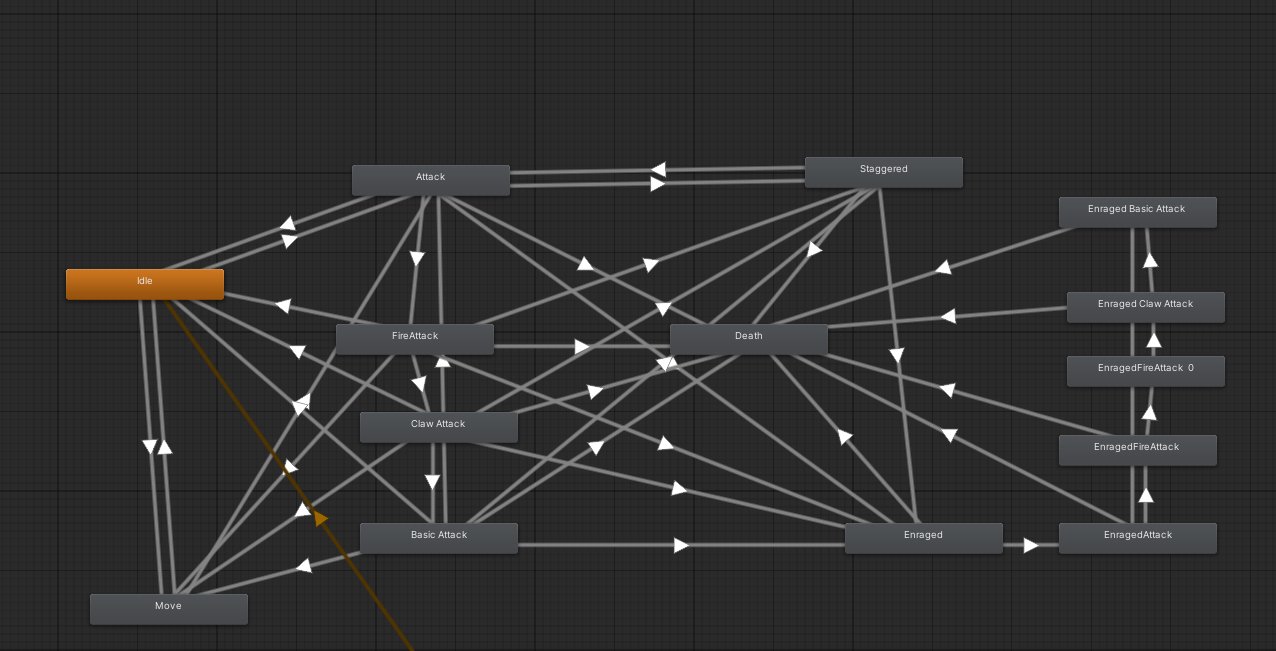 Attack
Staggered
Enraged Basic Attack
Idle
Enraged Claw Attack
FireAttack
Death
EnragedFireAttack 0
Claw Attack
EnragedFireAttack
Basic Attack
Enraged
EnragedAttack
Move